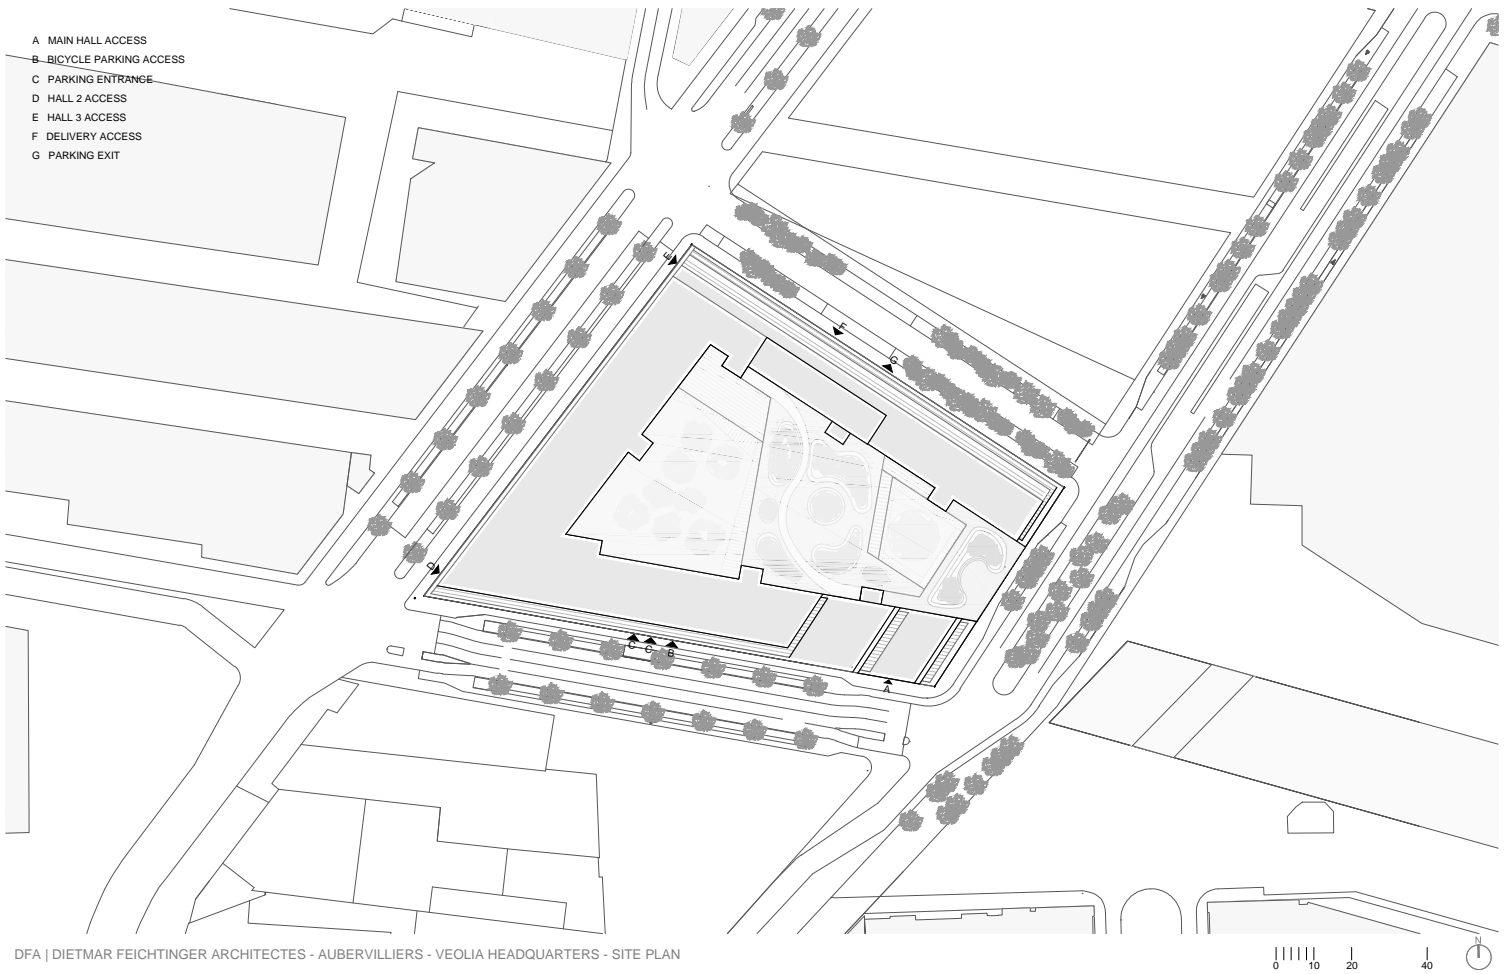 A MAIN HALL ACCESS
B BICYCLE PARKING ACCESS
C PARKING ENTRANCE
D HALL 2 ACCESS
E HALL 3 ACCESS
F DELIVERY ACCESS
G PARKING EXIT
E
F
G
D
C C B
A
DFA | DIETMAR FEICHTINGER ARCHITECTES - AUBERVILLIERS - VEOLIA HEADQUARTERS - SITE PLAN
0 10 20 40
N